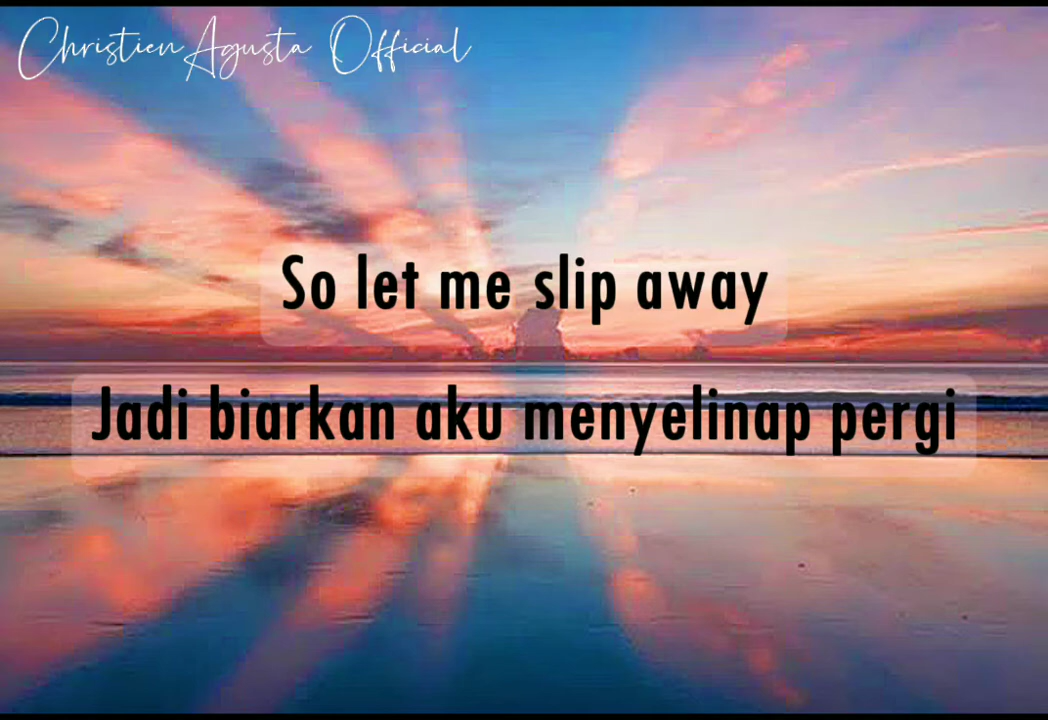 Christien Agusta Official
So let me slip away
Jadi biarkan aku menyelinap pergi